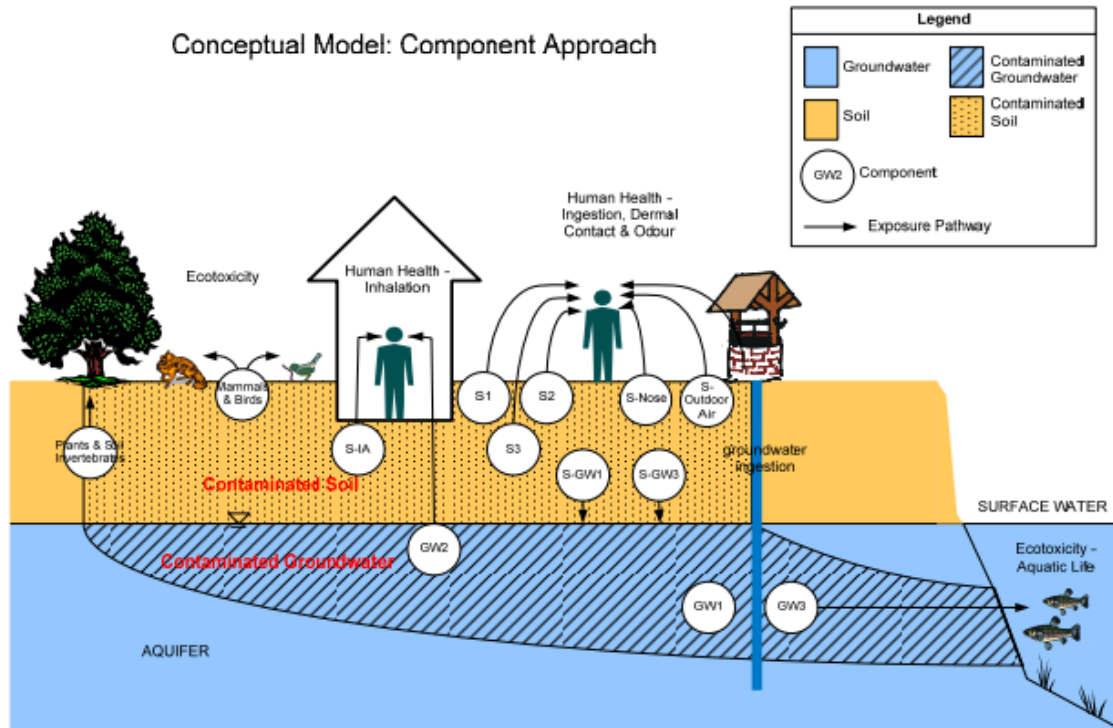 Conceptual Model: Component Approach
Legend
Groundwater
Contaminated
Groundwater
Soil
Contaminated
Soil
GW2
Component
Exposure Pathway
Human Health -
Ingestion, Dermal
Contact & Odour
Ecotoxicity
Human Health -
Inhalation
Mammals
& Birds
S1
S2
S-Nose
S-
Outdoor
Air
Plants & Soil
Invertebrates
S-IA
S3
groundwater
ingestion
S-GW1
S-GW3
Contaminated Soil
SURFACE WATER
Contaminated Groundwater
GW2
Ecotoxicity -
Aquatic Life
GW1
GW3
AQUIFER